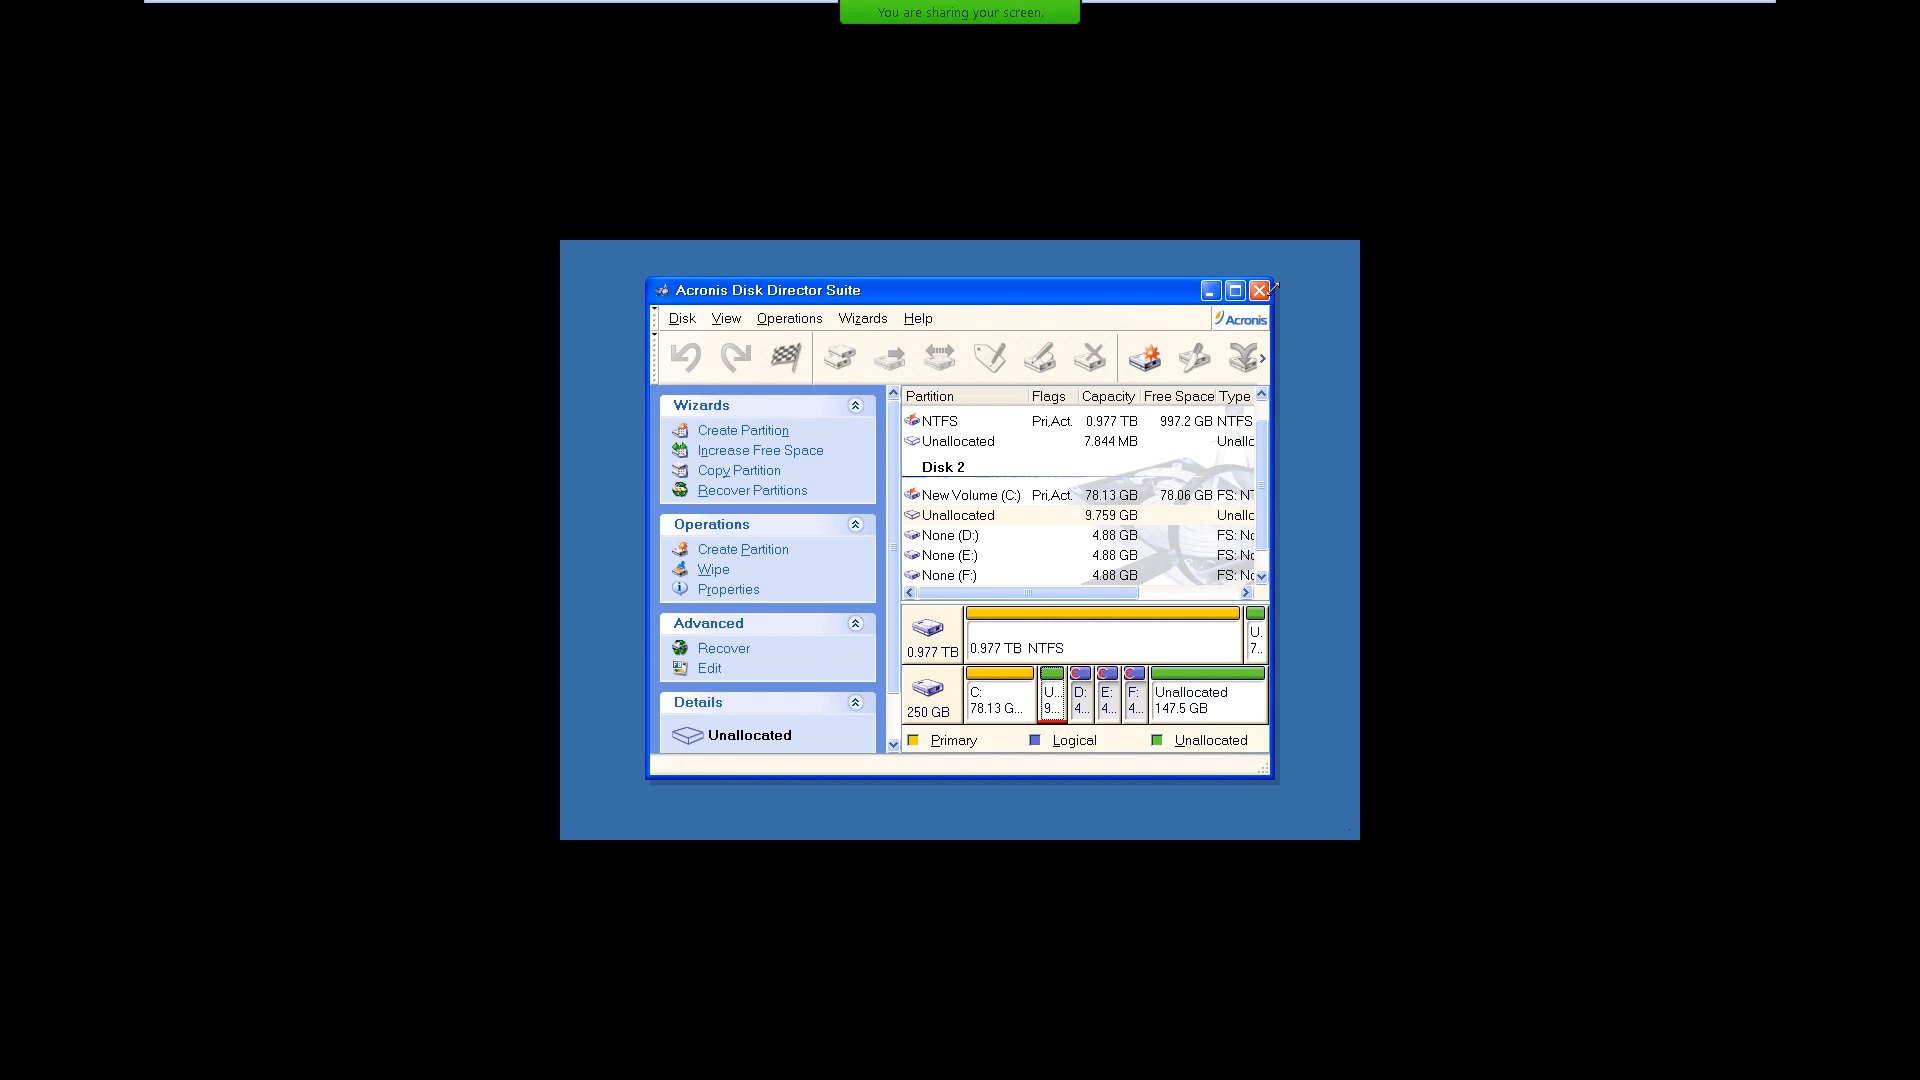 You are sharing your screen.
Acronis Disk Director Suite
Disk View Operations Wizards Help
Acronis
Wizards
Create Partition
Increase Free Space
Copy Partition
Recover Partitions
Operations
Create Partition
Wipe
Properties
Advanced
Recover
Edit
Details
Unallocated
Partition Flags Capacity Free Space Type
NTFS Pri,Act. 0.977 TB 997.2 GB NTFS
Unallocated 7.844 MB Unallc
Disk 2
New Volume (C:) Pri,Act. 78.13 GB 78.06 GB FS: NT
Unallocated 9.759 GB Unallc
None (D:) 4.88 GB FS: Nc
None (E:) 4.88 GB FS: Nc
None (F:) 4.88 GB FS: Nc
0.977 TB
0.977 TB NTFS
U.
7..
250 GB
C:
78.13 G...
U...
9...
D:
4...
E:
4...
F:
4...
Unallocated
147.5 GB
Primary Logical Unallocated